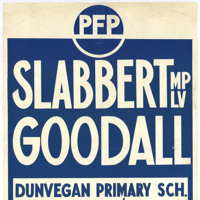 PFP
SLABBERT MP LV
GOODALL
DUNVEGAN PRIMARY SCH.